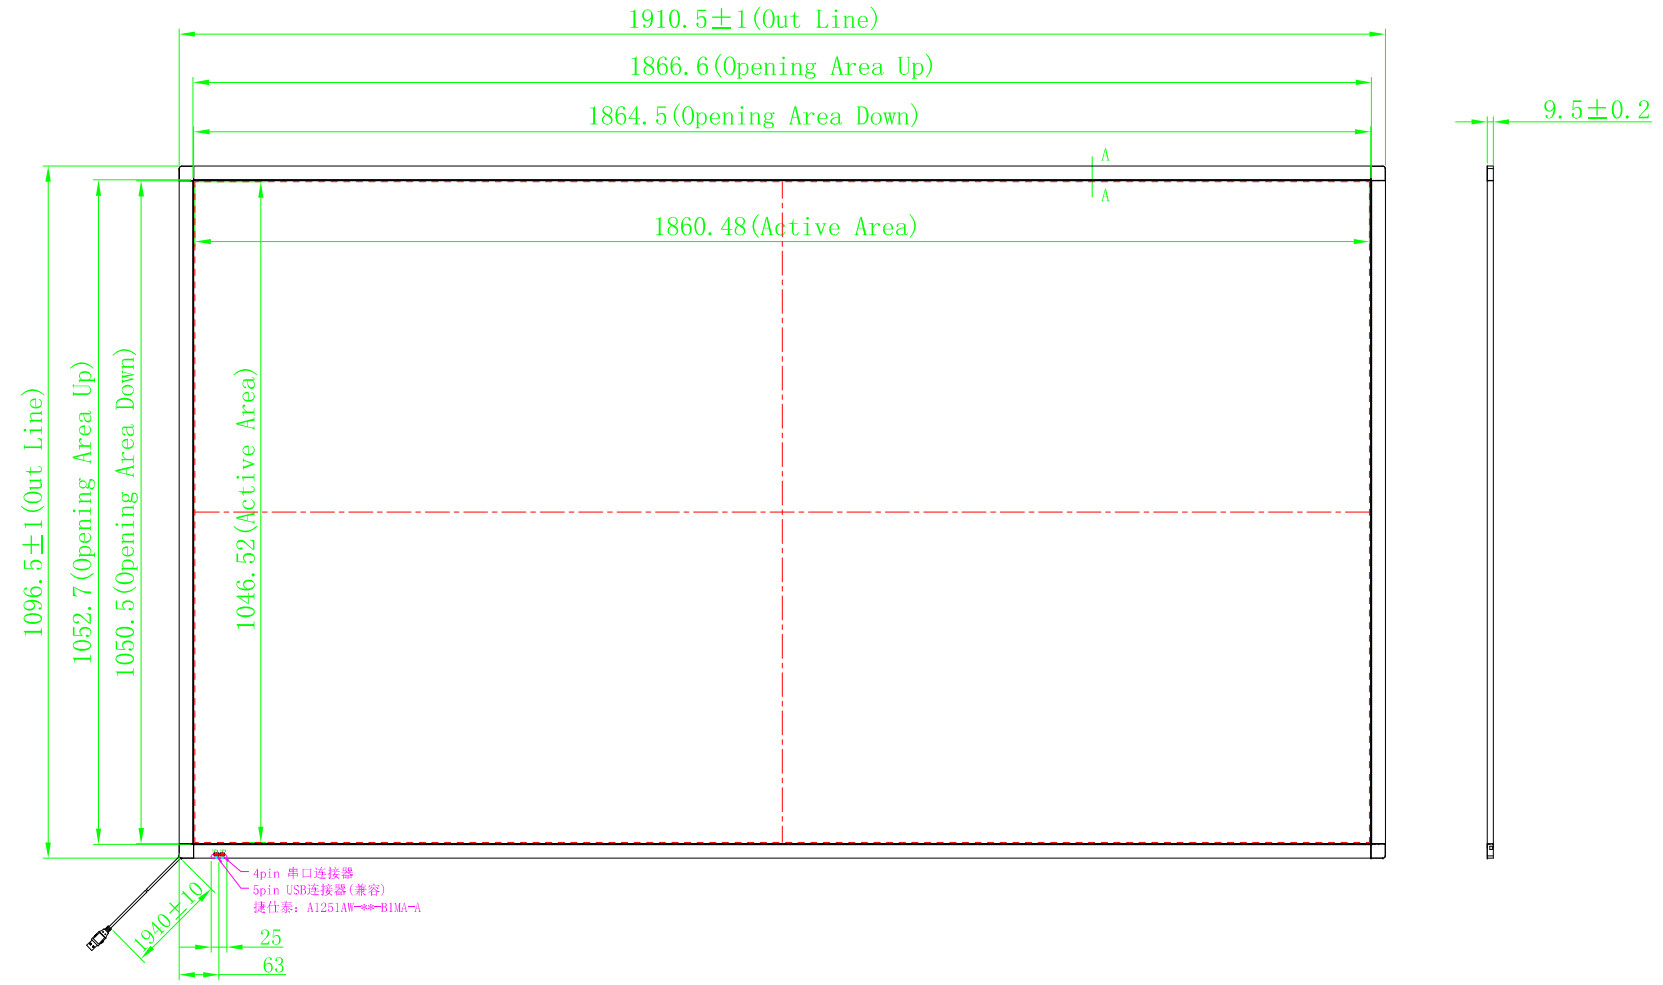 1910.5±1(Out Line)
1866.6(Opening Area Up)
1864.5(Opening Area Down)
9.5±0.2
A
A
1860.48(Active Area)
1096.5±1(Out Line)
1052.7(Opening Area Up)
1050.5(Opening Area Down)
1046.52(Active Area)
4pin 串口连接器
5pin USB连接器(兼容)
捷仕泰: A1251AW-**-B1MA-A
1940±10
25
63